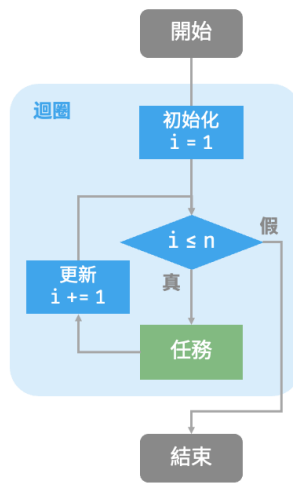 開始
迴圈
初始化
i = 1
i ≤ n
假
真
更新
i += 1
任務
結束